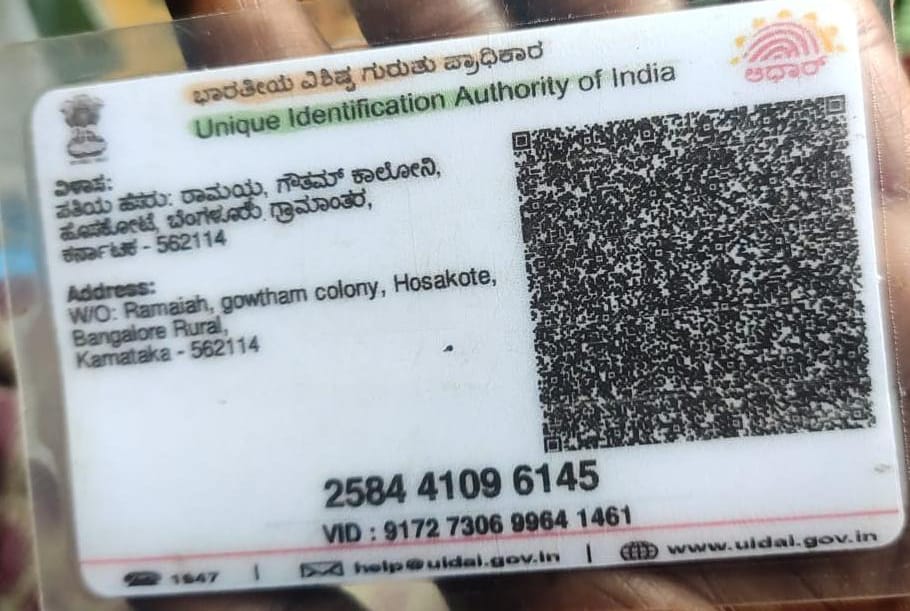 ಭಾರತೀಯ ವಿಶಿಷ್ಟ ಗುರುತು ಪ್ರಾಧಿಕಾರ
Unique Identification Authority of India
ಆಧಾರ್
ವಿಳಾಸ:
ಪತಿಯ ಹೆಸರು: ರಾಮಯ್ಯ, ಗೌತಮ್ ಕಾಲೋನಿ,
ಹೊಸಕೋಟೆ, ಬೆಂಗಳೂರು ಗ್ರಾಮಾಂತರ,
ಕರ್ನಾಟಕ - 562114
Address:
W/O: Ramaiah, gowtham colony, Hosakote,
Bangalore Rural,
Karnataka - 562114
2584 4109 6145
VID : 9172 7306 9964 1461
1947 | help@uidai.gov.in | www.uidai.gov.in